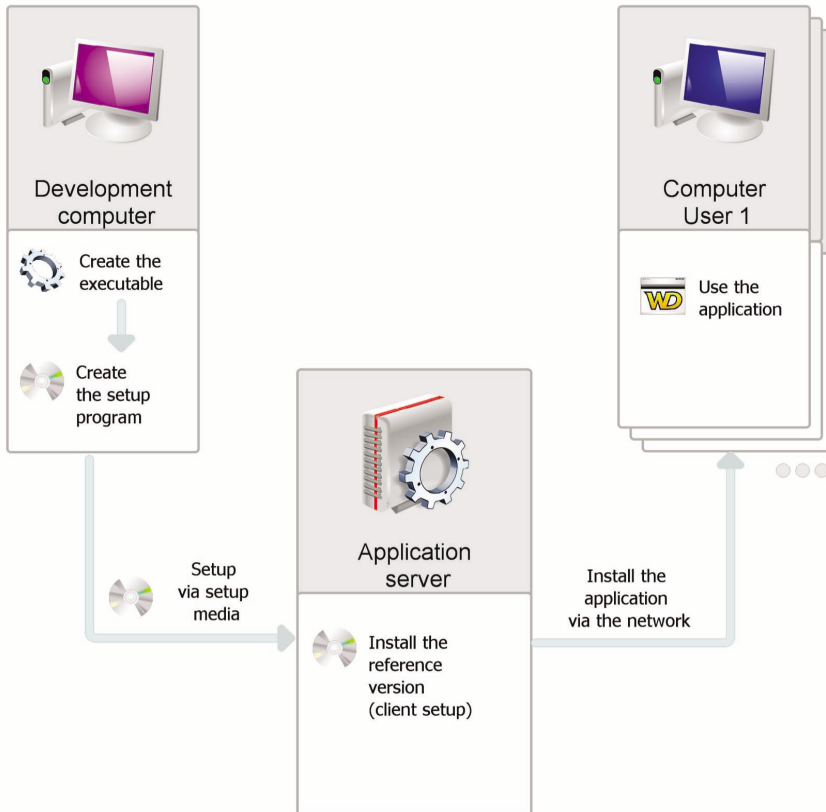 Development
computer
Create the
executable
Create
the setup
program
Setup
via setup
media
Application
server
Install the
reference
version
(client setup)
Install the
application
via the network
Computer
User 1
WD
Use the
application